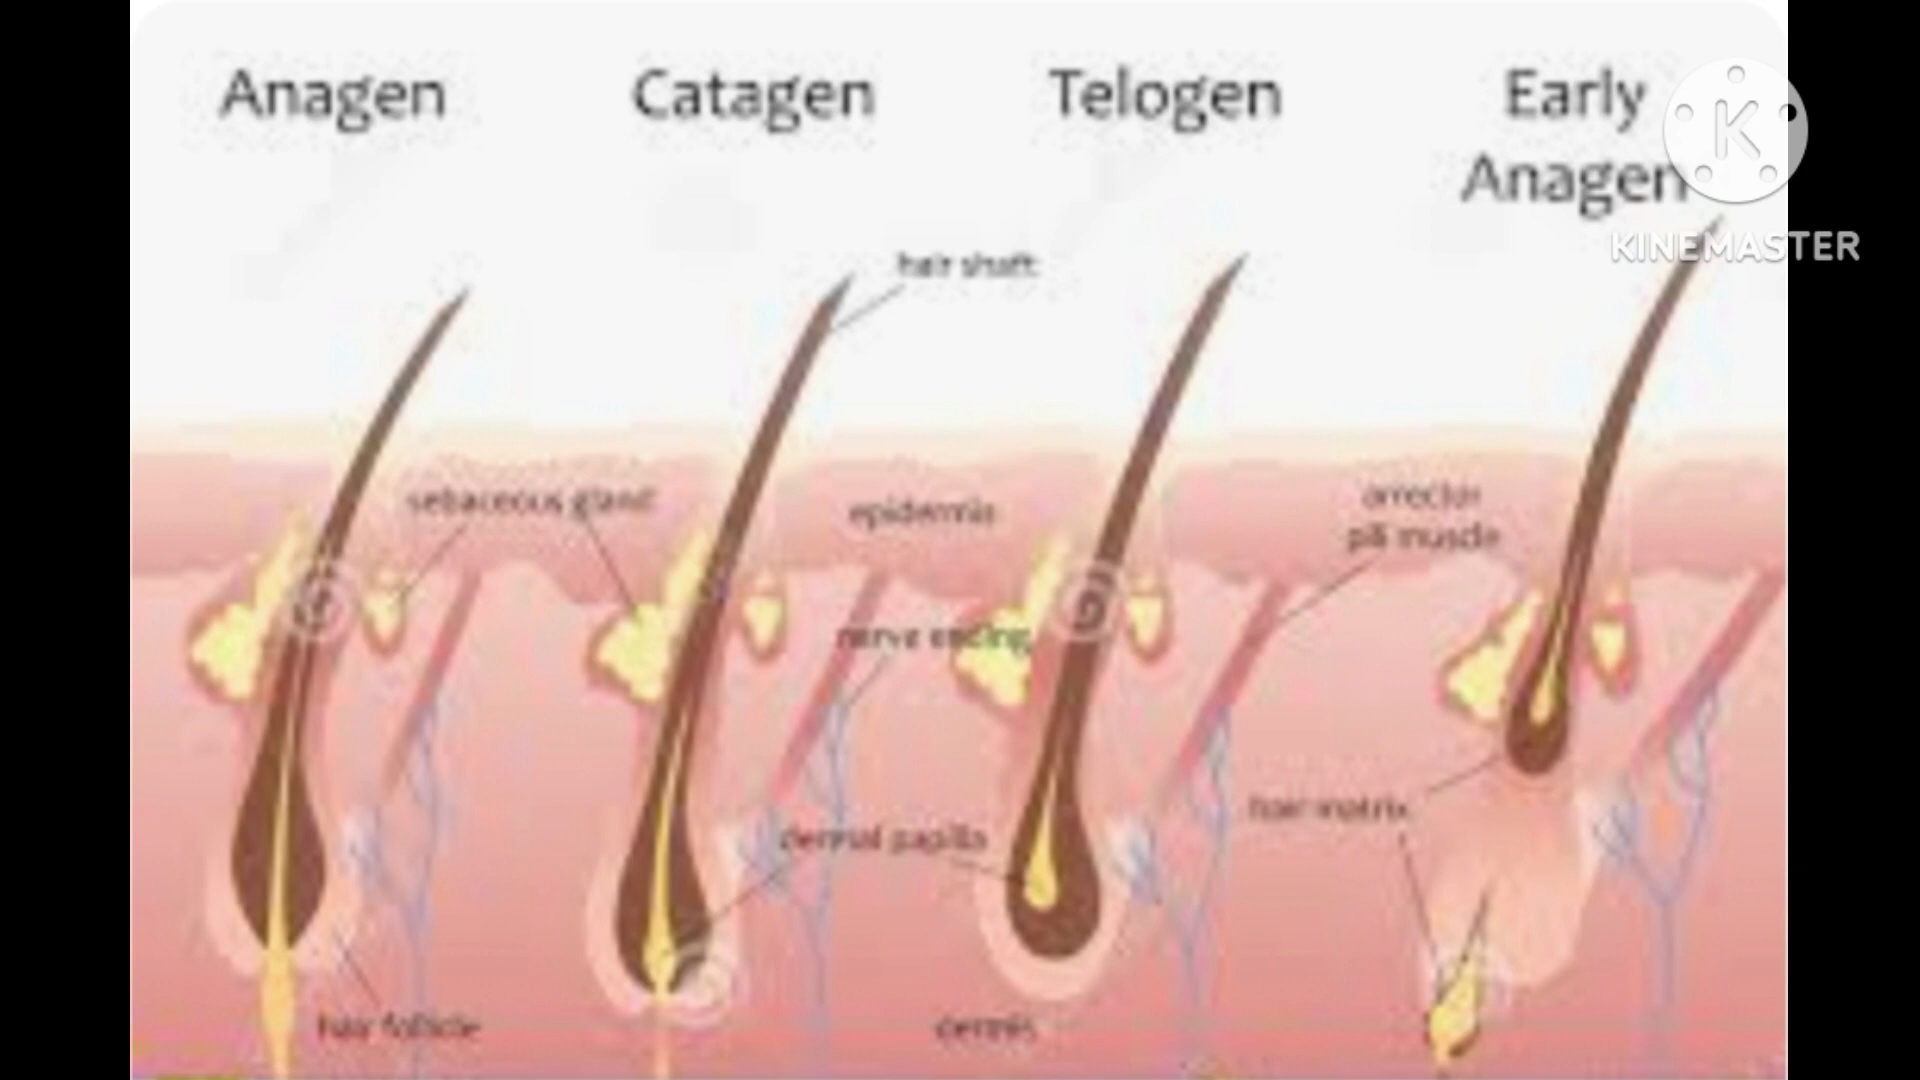 Anagen
Catagen
Telogen
Early
Anagen
K
KINEMASTER
hair shaft
sebaceous gland
epidermis
arrector
pili muscle
nerve ending
hair matrix
dermal papilla
hair follicle
dermis